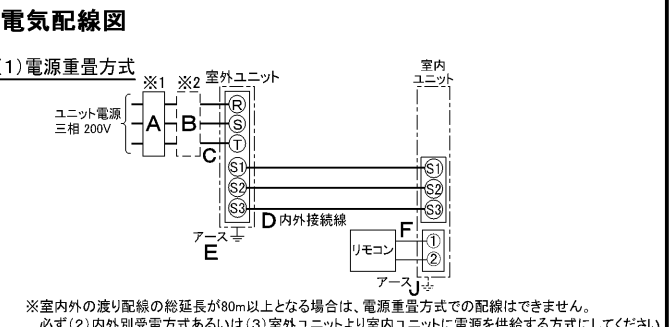 電気配線図
(1)電源重畳方式
※1 ※2 室外ユニット
室内
ユニット
ユニット電源
三相 200V
A
B
C
R
S
T
S1
S2
S3
S1
S2
S3
D 内外接続線
アース
E
リモコン
F
1
2
アース
J
※室内外の渡り配線の総延長が80m以上となる場合は、電源重畳方式での配線はできません。
必ず(2)内外別受電方式あるいは(3)室外ユニットより室内ユニットに電源を供給する方式にしてください